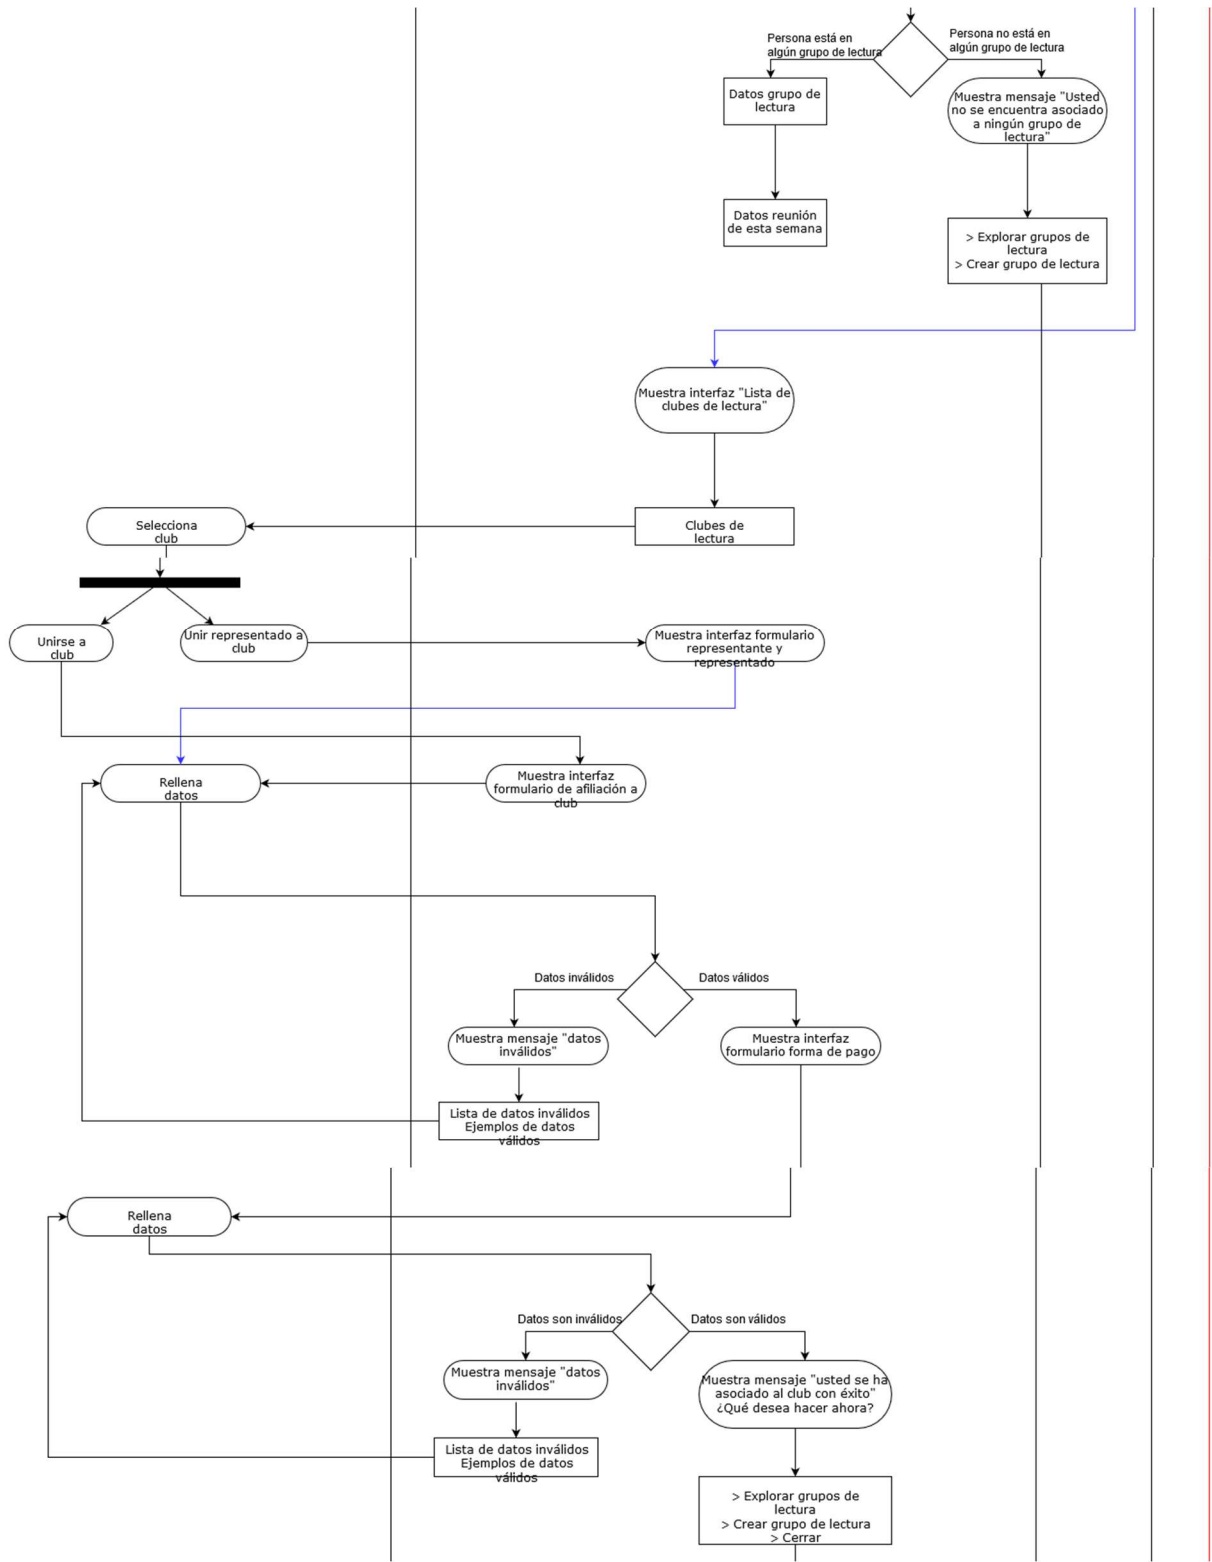 Persona está en
algún grupo de lectura
Persona no está en
algún grupo de lectura
Datos grupo de
lectura
Muestra mensaje "Usted
no se encuentra asociado
a ningún grupo de
lectura"
Datos reunión
de esta semana
> Explorar grupos de
lectura
> Crear grupo de lectura
Muestra interfaz "Lista de
clubes de lectura"
Selecciona
club
Clubes de
lectura
Unirse a
club
Unir representado a
club
Muestra interfaz formulario
representante y
representado
Rellena
datos
Muestra interfaz
formulario de afiliación a
club
Datos inválidos
Datos válidos
Muestra mensaje "datos
inválidos"
Muestra interfaz
formulario forma de pago
Lista de datos inválidos
Ejemplos de datos
válidos
Rellena
datos
Datos son inválidos
Datos son válidos
Muestra mensaje "datos
inválidos"
Muestra mensaje "usted se ha
asociado al club con éxito"
¿Qué desea hacer ahora?
Lista de datos inválidos
Ejemplos de datos
válidos
> Explorar grupos de
lectura
> Crear grupo de lectura
> Cerrar